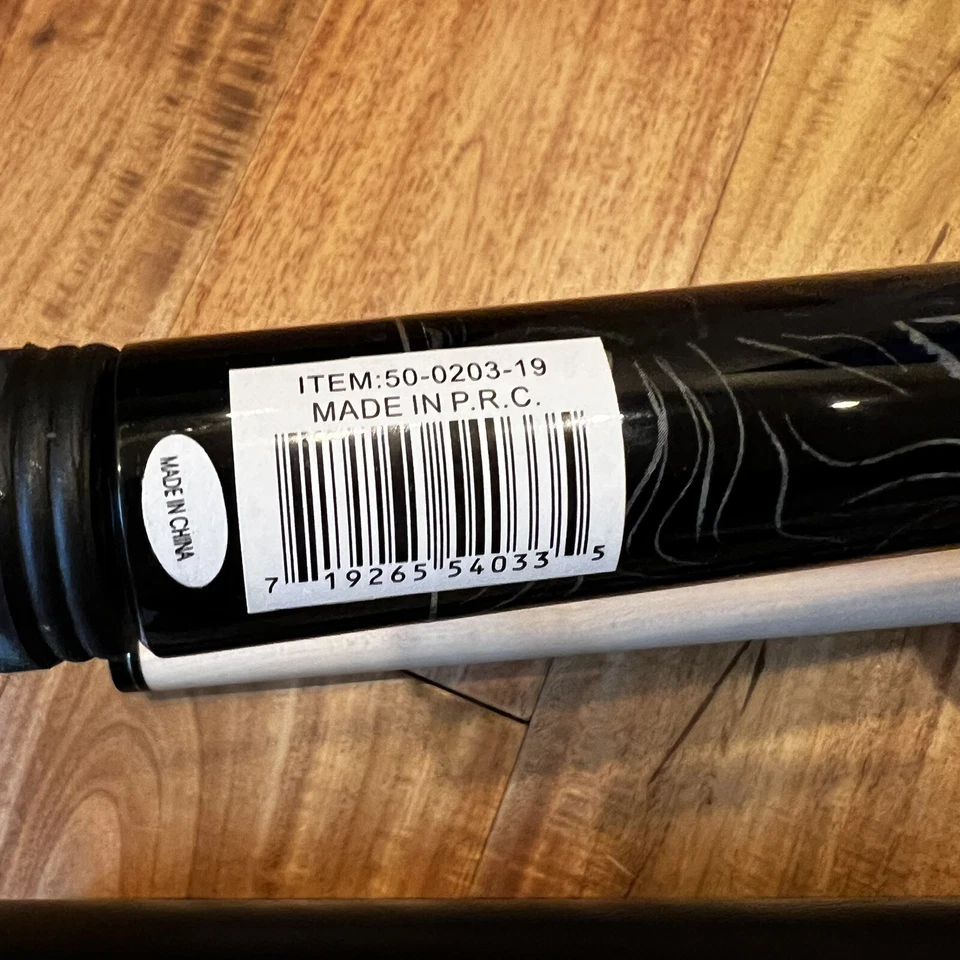 ITEM:50-0203-19
MADE IN P.R.C.
7 19265 54033 5
MADE IN CHINA